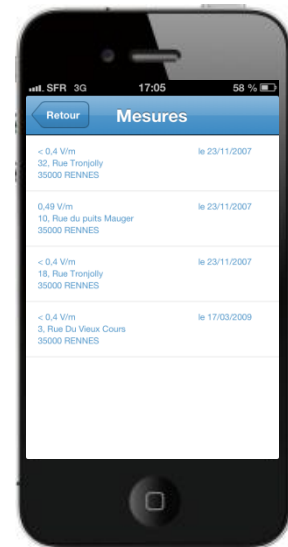 SFR 3G 17:05 58 %
Retour Mesures
< 0,4 V/m le 23/11/2007
32, Rue Tronjolly
35000 RENNES
0,49 V/m le 23/11/2007
10, Rue du puits Mauger
35000 RENNES
< 0,4 V/m le 23/11/2007
18, Rue Tronjolly
35000 RENNES
< 0,4 V/m le 17/03/2009
3, Rue Du Vieux Cours
35000 RENNES